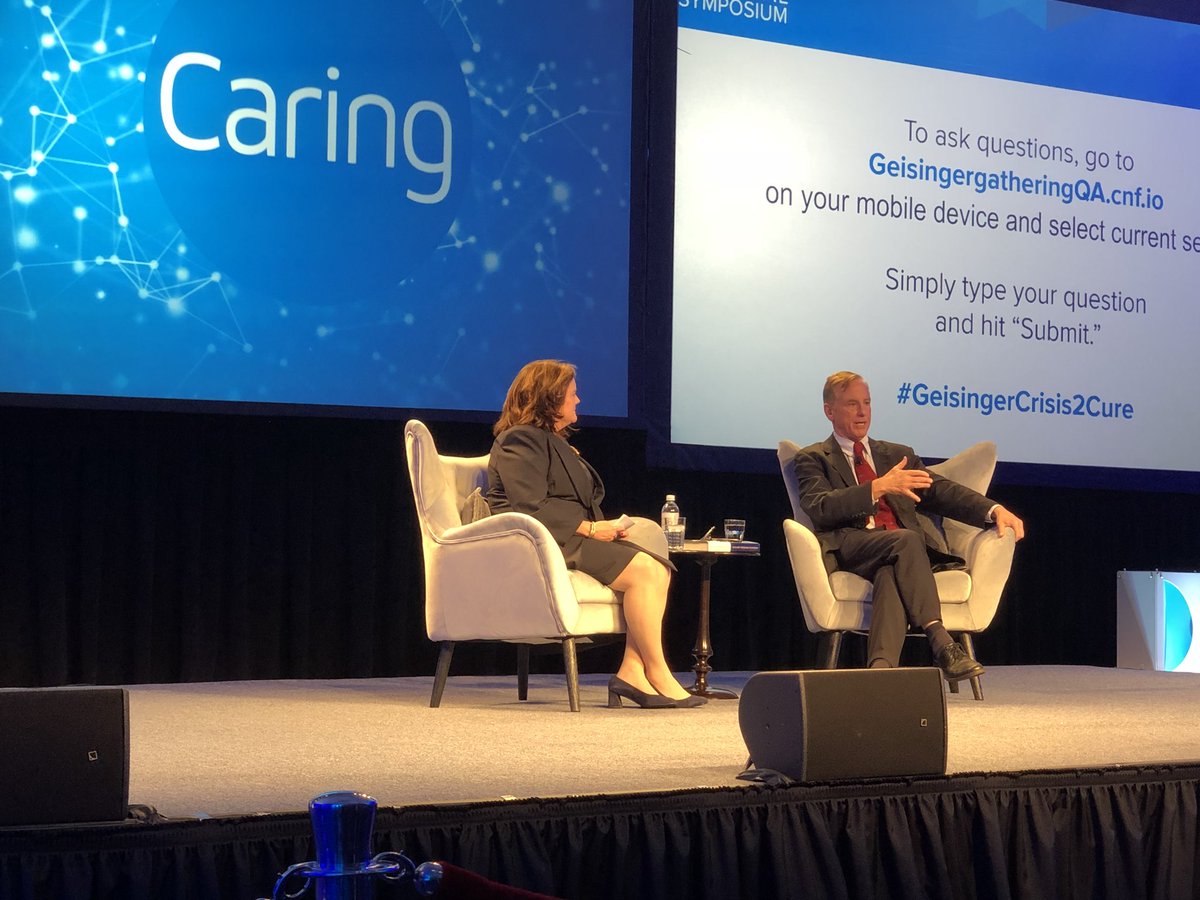 Caring
SYMPOSIUM
To ask questions, go to
GeisingergatheringQA.cnf.io
on your mobile device and select current se
Simply type your question
and hit “Submit.”
#GeisingerCrisis2Cure